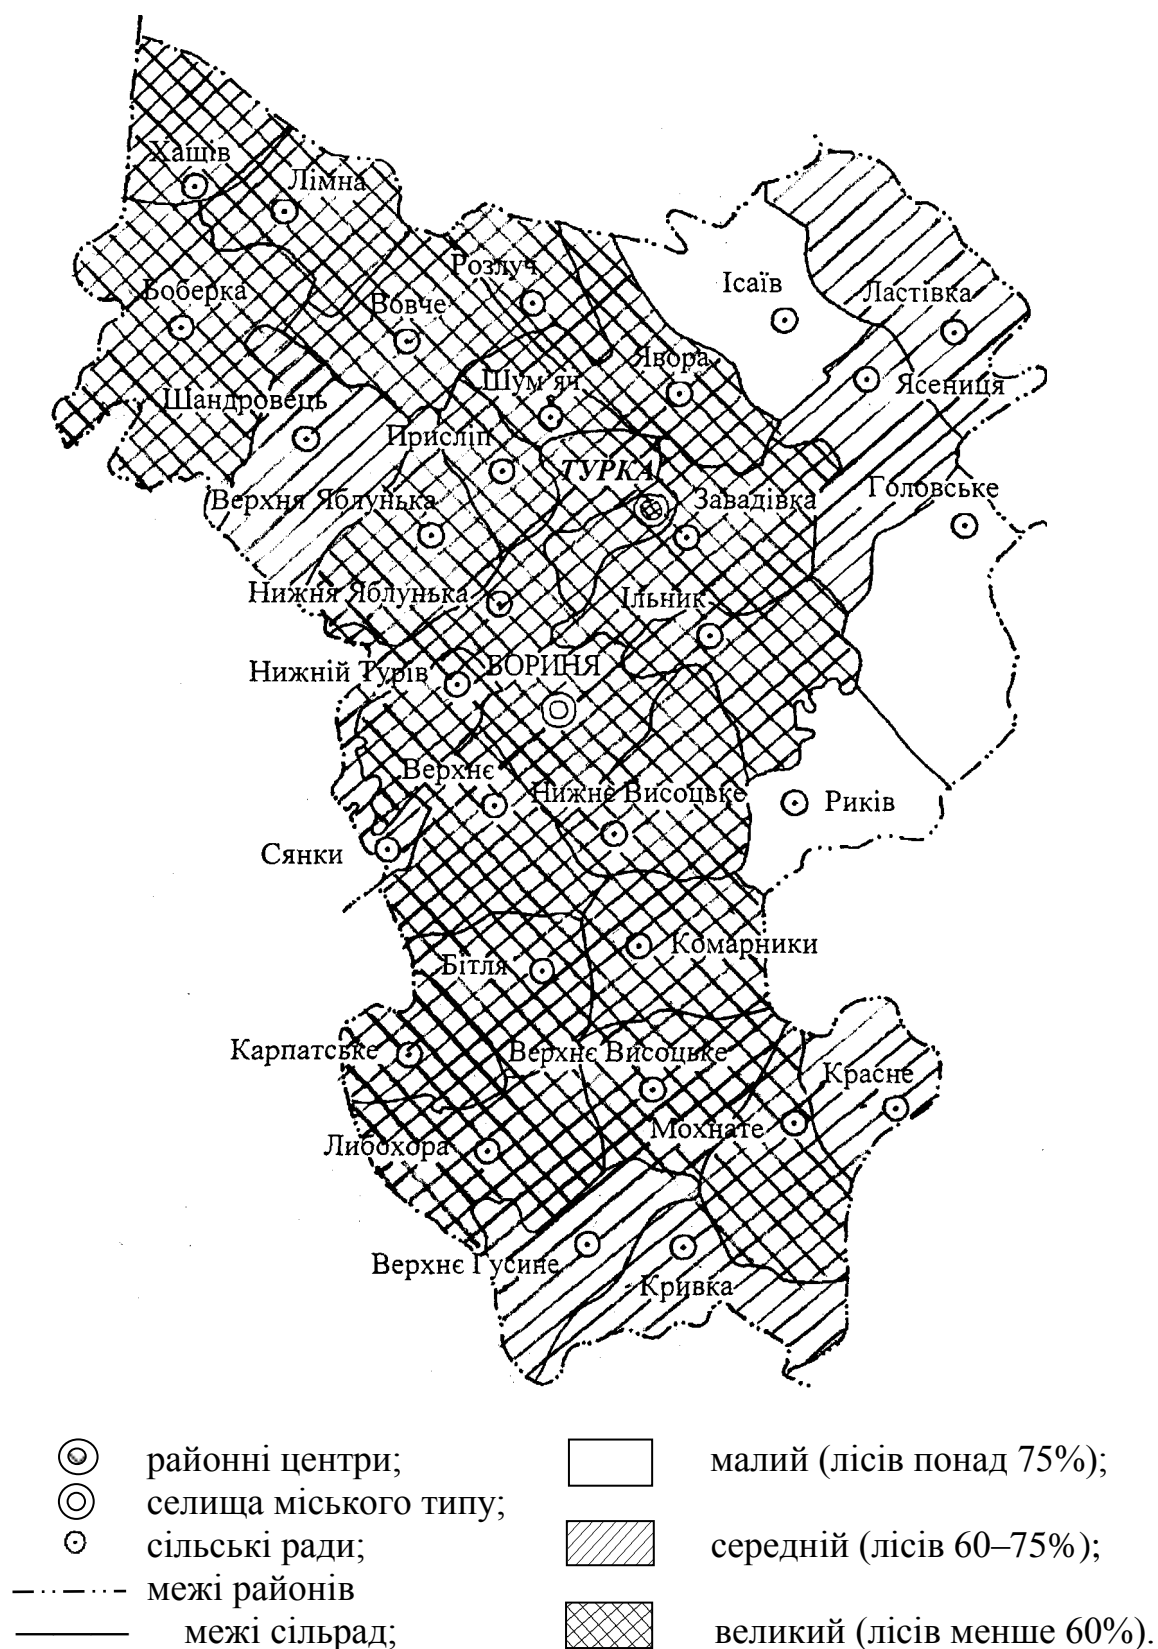 Хащів
Лімна
Розлуч
Ісаїв
Ластівка
Боберка
Вовче
Явора
Шум’яч
Ясениця
Шандровець
Присліп
ТУРКА
Головське
Верхня Яблунька
Завадівка
Нижня Яблунька
Ільник
Нижній Турів
БОРИНЯ
Верхнє
Нижнє Висоцьке
Риків
Сянки
Комарники
Бітля
Карпатське
Верхнє Висоцьке
Красне
Мохнате
Либохора
Верхнє Гусине
Кривка
районні центри;
селища міського типу;
сільські ради;
межі районів
межі сільрад;
малий (лісів понад 75%);
середній (лісів 60–75%);
великий (лісів менше 60%).